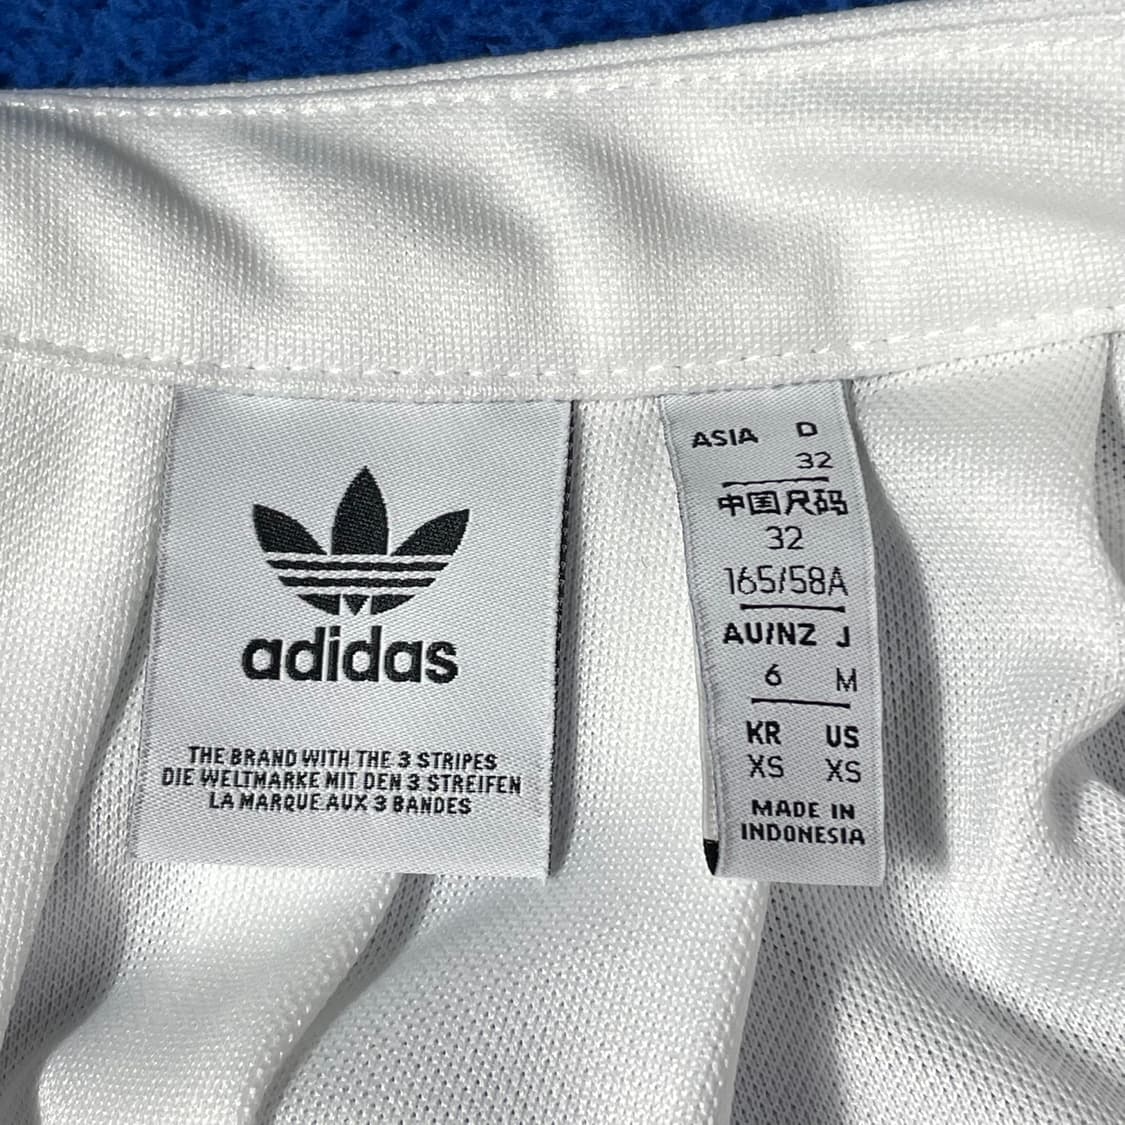 adidas
THE BRAND WITH THE 3 STRIPES
DIE WELTMARKE MIT DEN 3 STREIFEN
LA MARQUE AUX 3 BANDES
ASIA D
32
中国尺码
32
165/58A
AU/NZ J
6 M
KR US
XS XS
MADE IN
INDONESIA